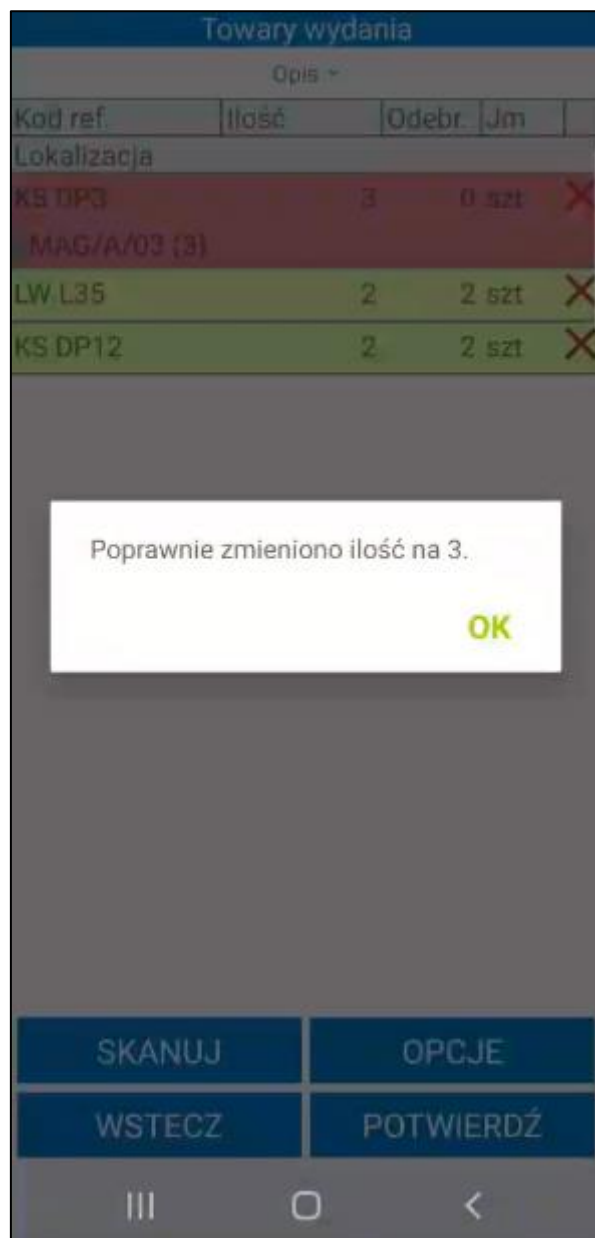 Towary wydania
Opis
Kod ref. Ilość Odebr. Jm
Lokalizacja
KS DP3 3 0 szt
MAG/A/03 (3)
LW L35 2 2 szt
KS DP12 2 2 szt
Poprawnie zmieniono ilość na 3.
OK
SKANUJ OPCJE
WSTECZ POTWIERDŹ